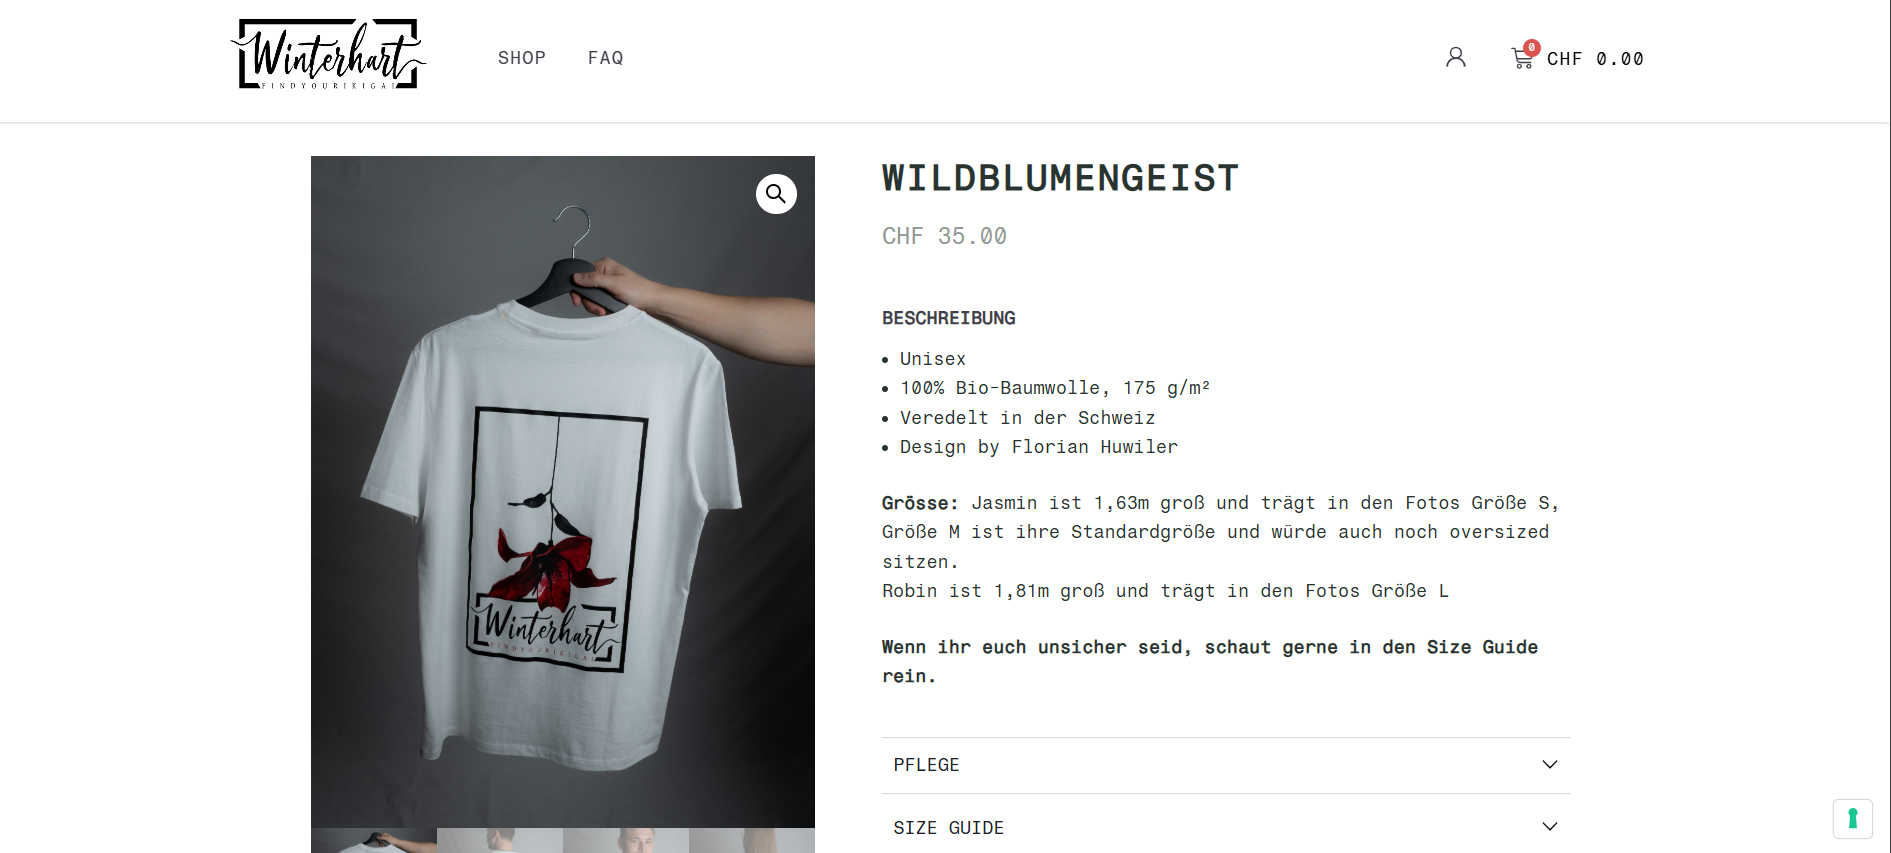 Winterhart
FINDYOURIKIGAI
SHOP
FAQ
0
CHF 0.00
WILDBLUMENGEIST
CHF 35.00
BESCHREIBUNG
• Unisex
• 100% Bio-Baumwolle, 175 g/m²
• Veredelt in der Schweiz
• Design by Florian Huwiler
Grösse: Jasmin ist 1,63m groß und trägt in den Fotos Größe S,
Größe M ist ihre Standardgröße und würde auch noch oversized
sitzen.
Robin ist 1,81m groß und trägt in den Fotos Größe L
Wenn ihr euch unsicher seid, schaut gerne in den Size Guide
rein.
PFLEGE
SIZE GUIDE
Winterhart
FINDYOURIKIGAI